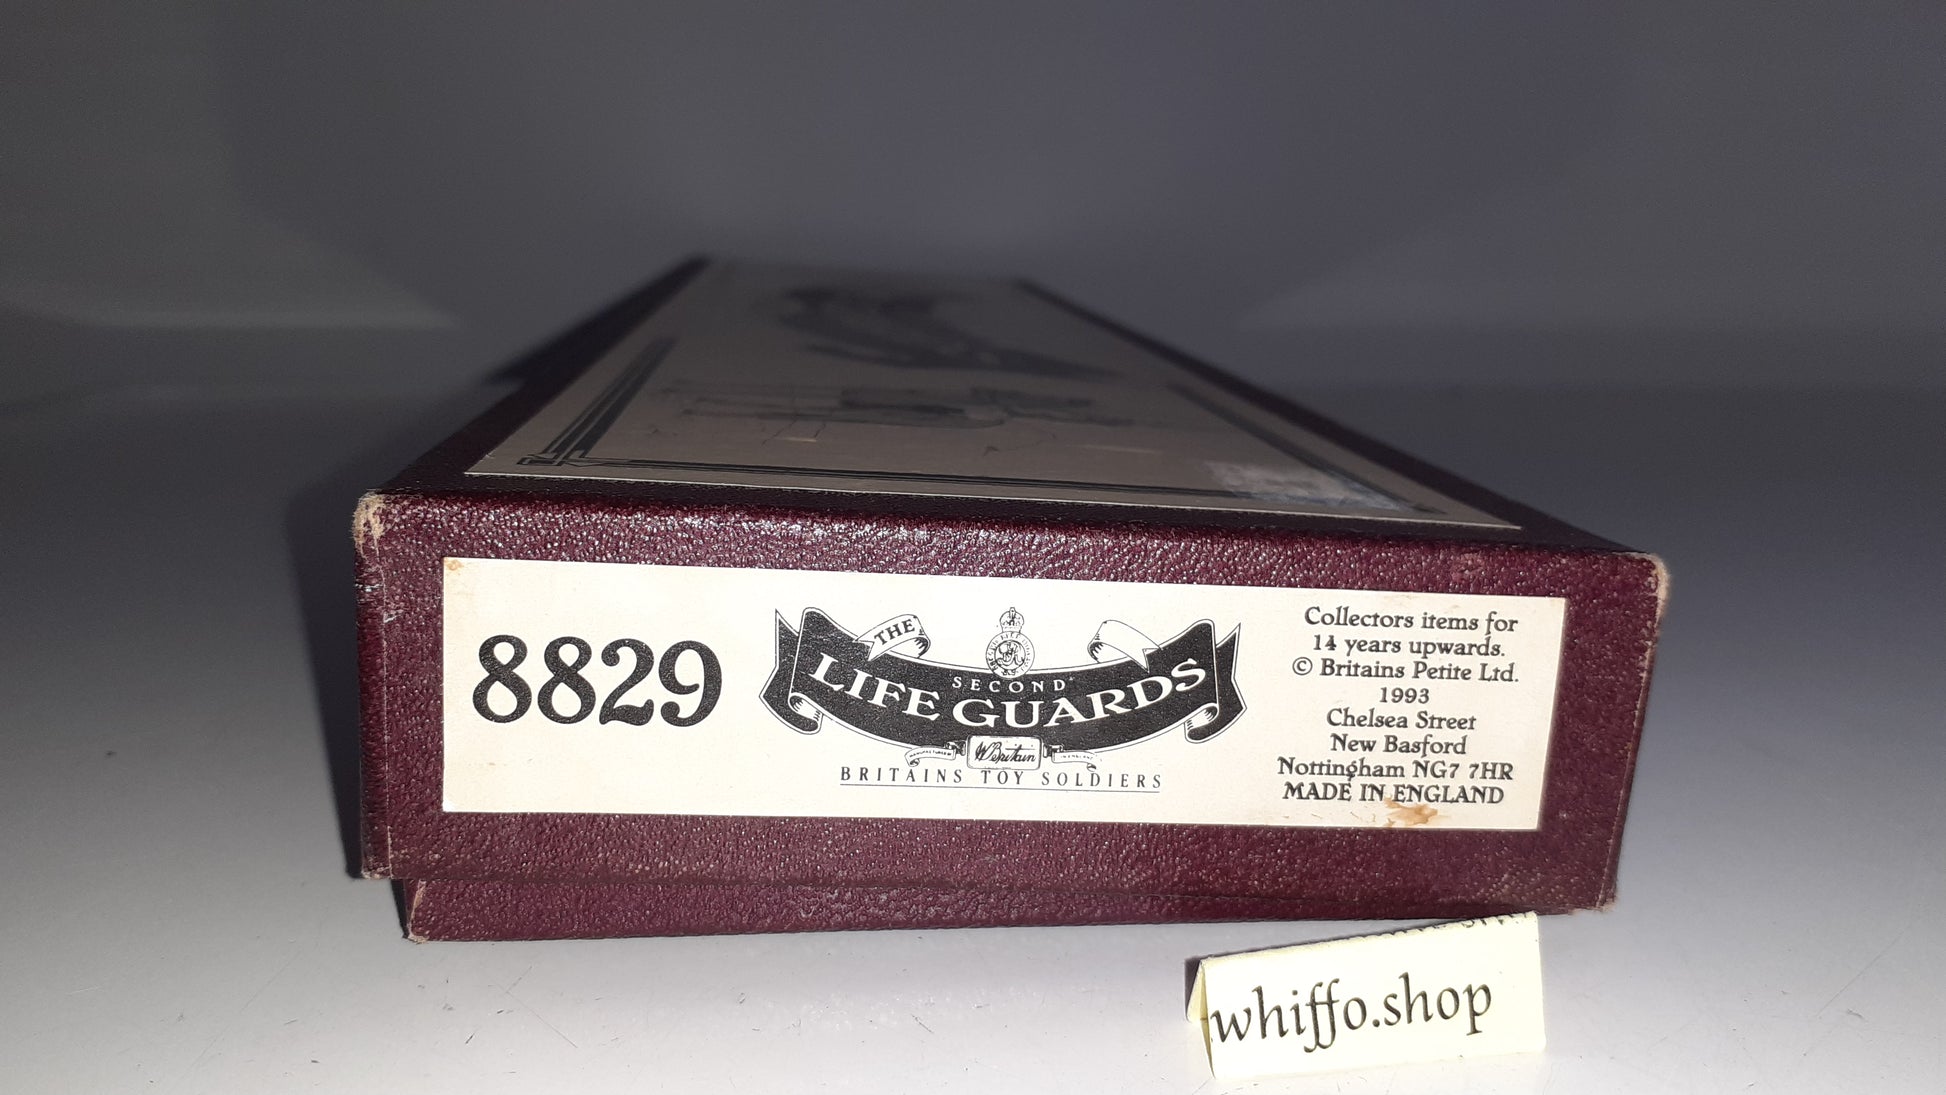 8829
THE
SECOND
LIFE GUARDS
W. Britain
BRITAINS TOY SOLDIERS
Collectors items for
14 years upwards.
© Britains Petite Ltd.
1993
Chelsea Street
New Basford
Nottingham NG7 7HR
MADE IN ENGLAND
whiffo.shop